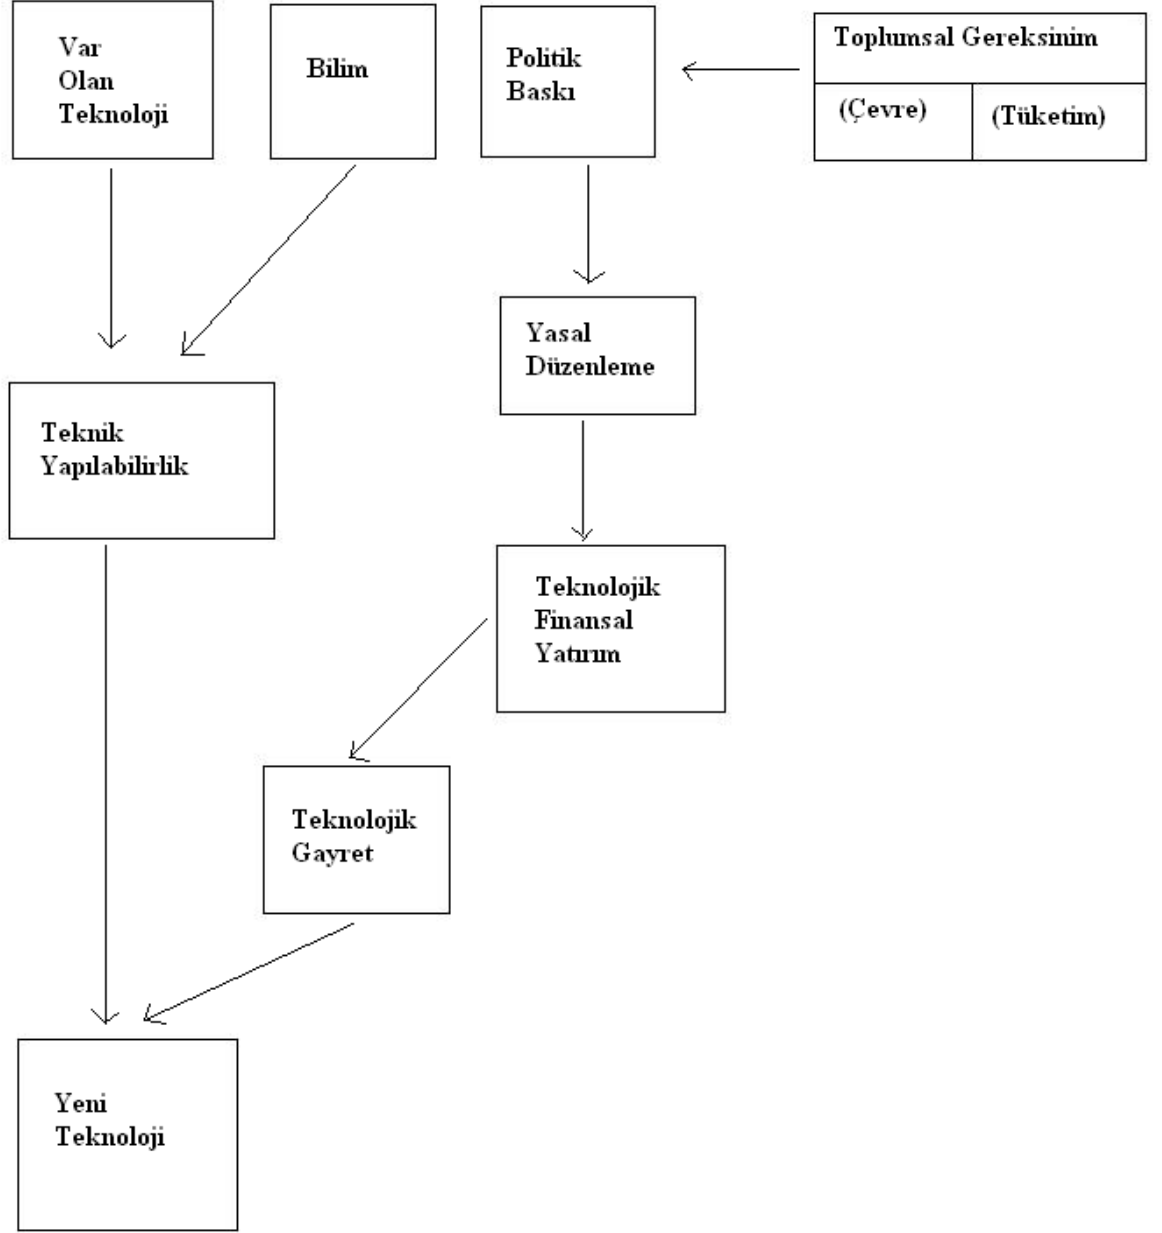 Var
Olan
Teknoloji
Bilim
Politik
Baskı
Toplumsal Gereksinim
(Çevre)
(Tüketim)
Yasal
Düzenleme
Teknik
Yapılabilirlik
Teknolojik
Finansal
Yatırım
Teknolojik
Gayret
Yeni
Teknoloji